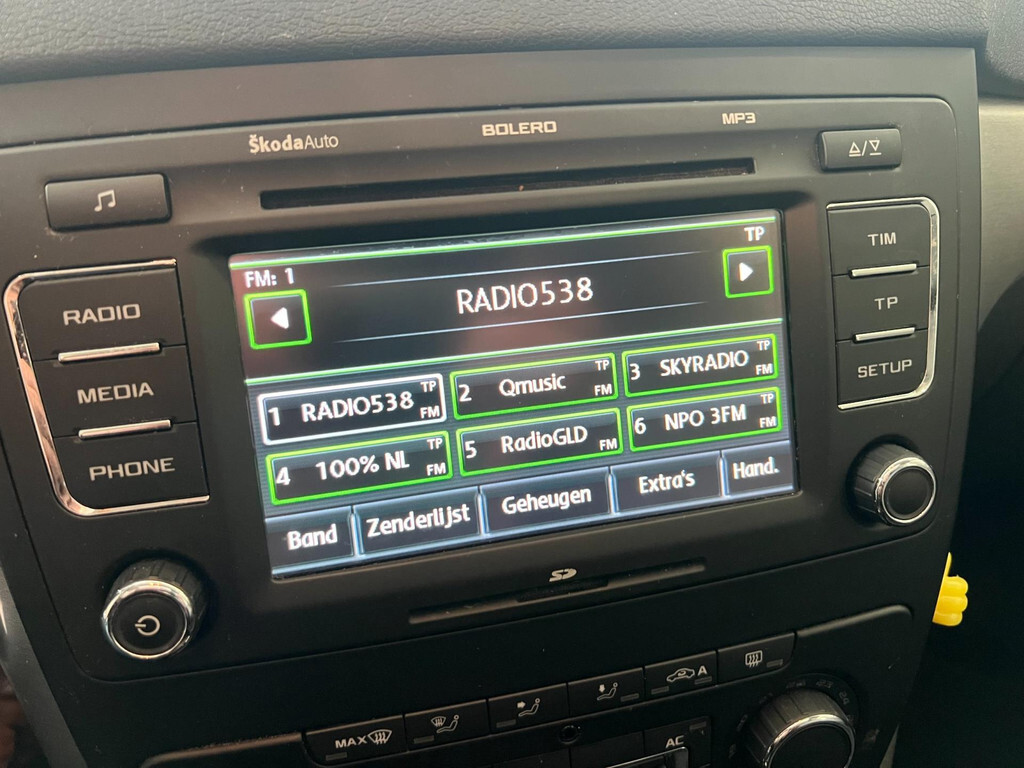 ŠkodaAuto BOLERO MP3
RADIO
MEDIA
PHONE
TIM
TP
SETUP
FM: 1 TP
RADIO538
1 RADIO538 TP FM
2 Qmusic TP FM
3 SKYRADIO TP FM
4 100% NL TP FM
5 RadioGLD FM
6 NPO 3FM TP FM
Band Zenderlijst Geheugen Extra's Hand.
SD
MAX A
AC